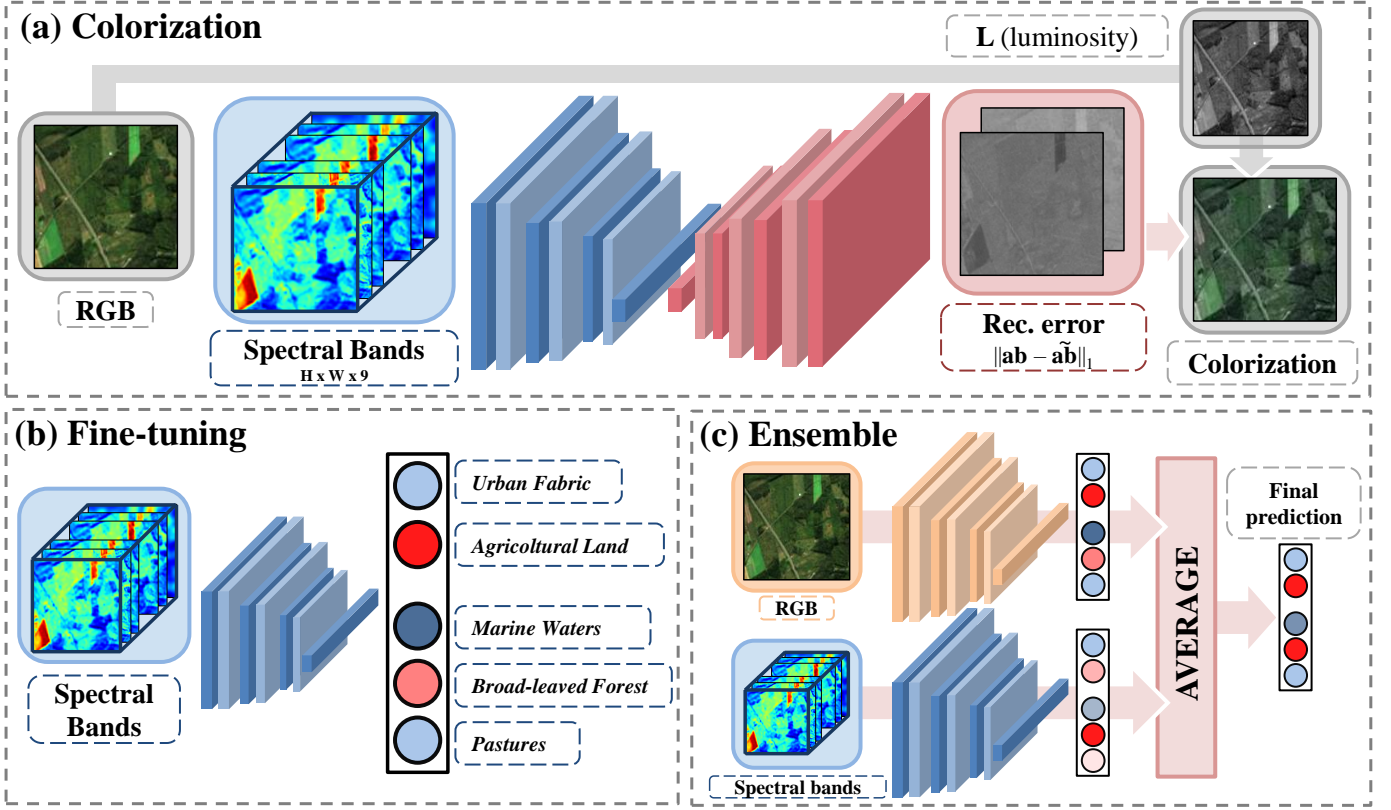 (a) Colorization
L (luminosity)
RGB
Spectral Bands
H x W x 9
Rec. error
||ab − a͠b||₁
Colorization
(b) Fine-tuning
Urban Fabric
Agricoltural Land
Marine Waters
Broad-leaved Forest
Pastures
Spectral
Bands
(c) Ensemble
RGB
Spectral bands
AVERAGE
Final
prediction